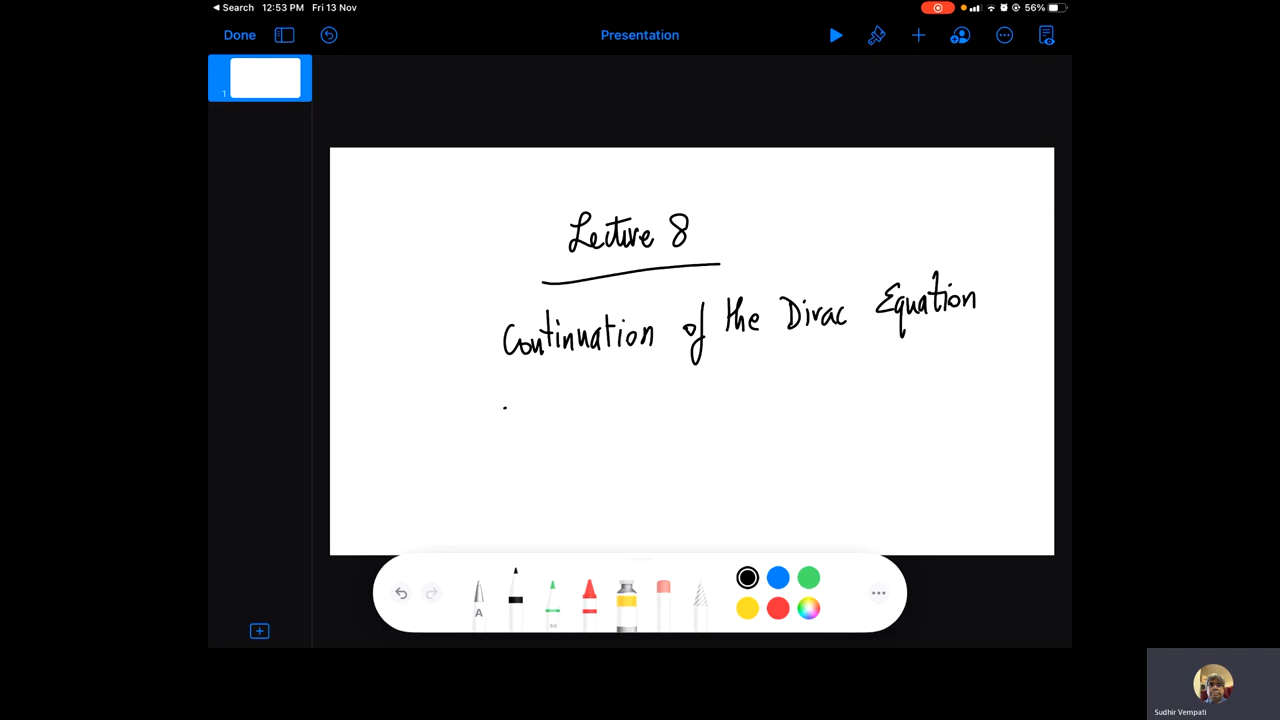 Search 12:53 PM Fri 13 Nov 56%
Done Presentation
1
Lecture 8
Continuation of the Dirac Equation
A
Sudhir Vempati